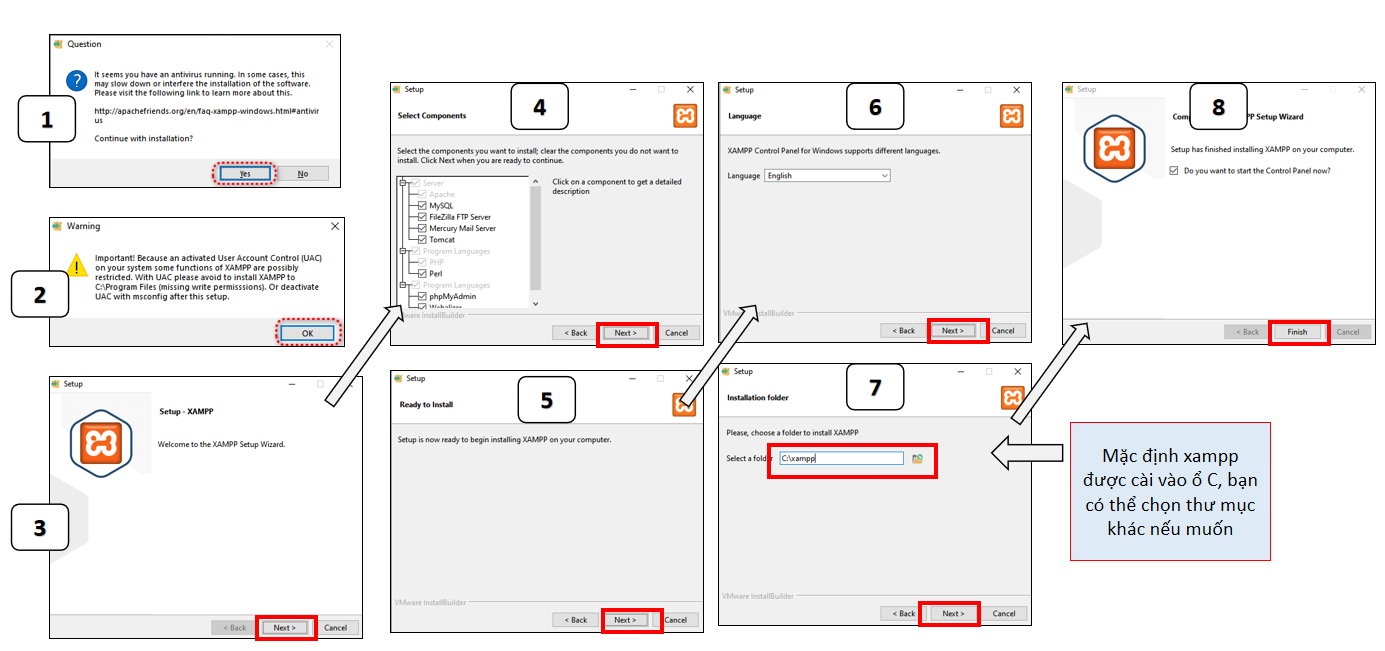 1
Question
It seems you have an antivirus running. In some cases, this
may slow down or interfere the installation of the software.
Please visit the following link to learn more about this.
http://apachefriends.org/en/faq-xampp-windows.html#antivir
us
Continue with installation?
Yes
No
2
Warning
Important! Because an activated User Account Control (UAC)
on your system some functions of XAMPP are possibly
restricted. With UAC please avoid to install XAMPP to
C:\Program Files (missing write permisssions). Or deactivate
UAC with msconfig after this setup.
OK
3
Setup
Setup - XAMPP
Welcome to the XAMPP Setup Wizard.
< Back
Next >
Cancel
4
Setup
Select Components
Select the components you want to install; clear the components you do not want to
install. Click Next when you are ready to continue.
Server
Apache
MySQL
FileZilla FTP Server
Mercury Mail Server
Tomcat
Program Languages
PHP
Perl
Program Languages
phpMyAdmin
Webalizer
Click on a component to get a detailed
description
VMware InstallBuilder
< Back
Next >
Cancel
5
Setup
Ready to Install
Setup is now ready to begin installing XAMPP on your computer.
VMware InstallBuilder
< Back
Next >
Cancel
6
Setup
Language
XAMPP Control Panel for Windows supports different languages.
Language
English
VMware InstallBuilder
< Back
Next >
Cancel
7
Setup
Installation folder
Please, choose a folder to install XAMPP
Select a folder
C:\xampp
VMware InstallBuilder
< Back
Next >
Cancel
8
Setup
Setup Wizard
Setup has finished installing XAMPP on your computer.
Do you want to start the Control Panel now?
< Back
Finish
Cancel
Mặc định xampp
được cài vào ổ C, bạn
có thể chọn thư mục
khác nếu muốn